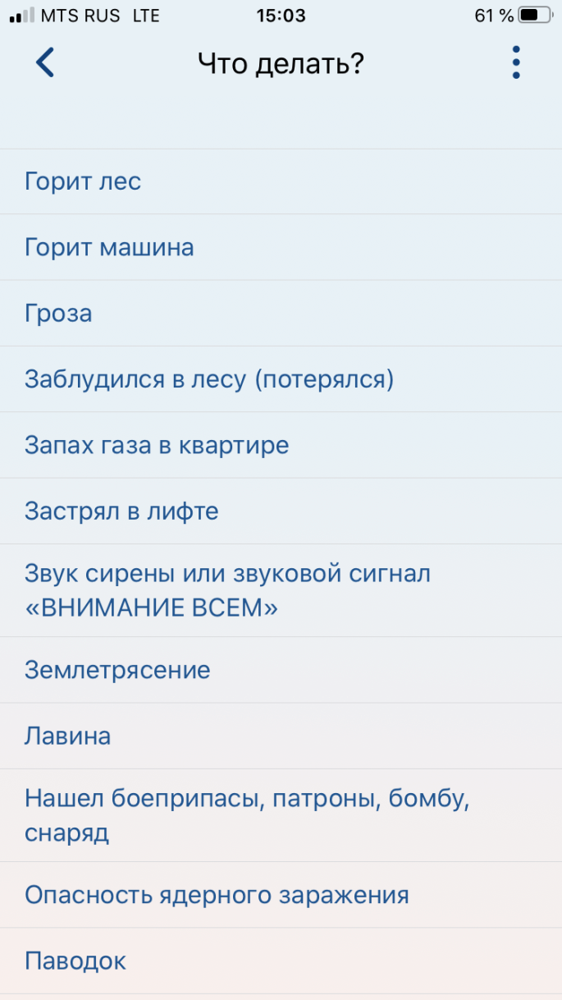 MTS RUS LTE 15:03 61 %
Что делать?
Горит лес
Горит машина
Гроза
Заблудился в лесу (потерялся)
Запах газа в квартире
Застрял в лифте
Звук сирены или звуковой сигнал
«ВНИМАНИЕ ВСЕМ»
Землетрясение
Лавина
Нашел боеприпасы, патроны, бомбу,
снаряд
Опасность ядерного заражения
Паводок